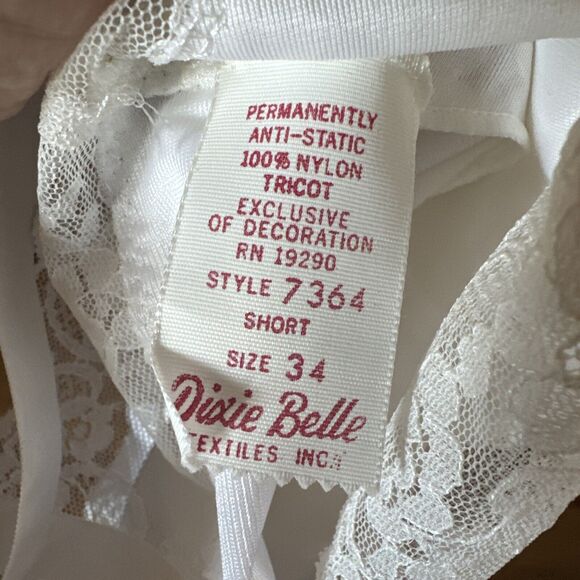 PERMANENTLY
ANTI-STATIC
100% NYLON
TRICOT
EXCLUSIVE
OF DECORATION
RN 19290
STYLE 7364
SHORT
SIZE 34
Dixie Belle
TEXTILES INC.